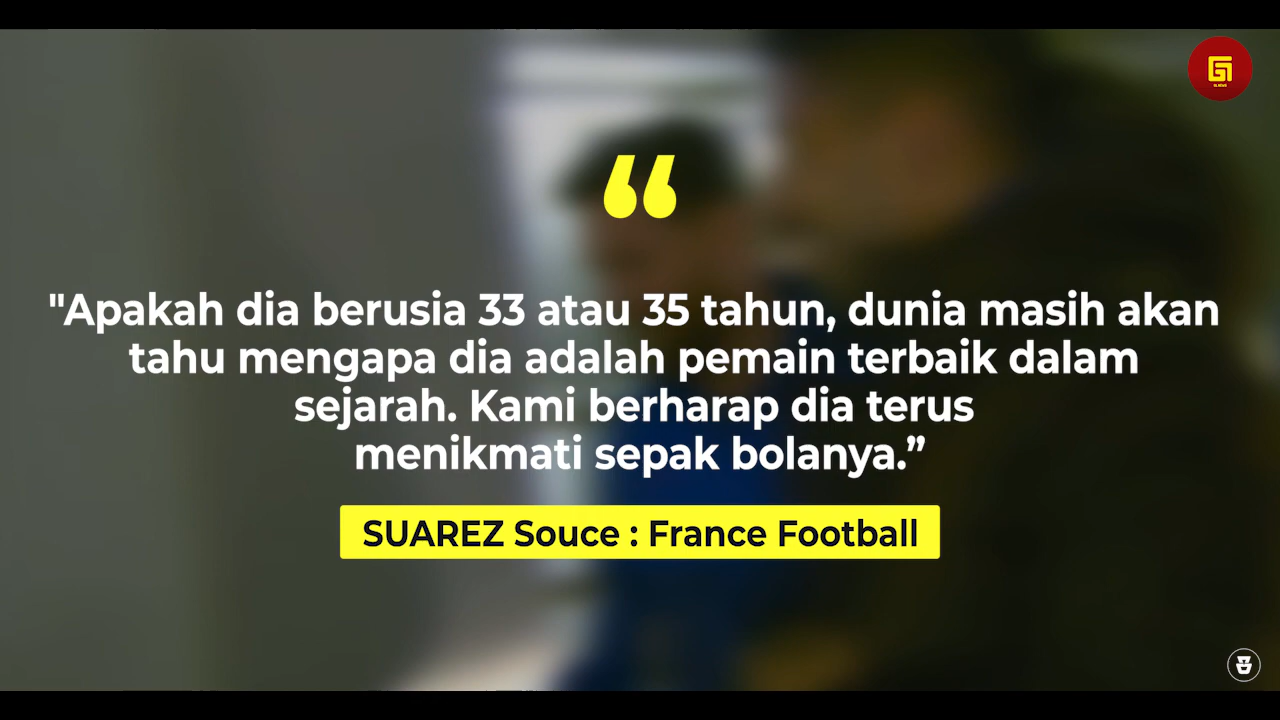 “
"Apakah dia berusia 33 atau 35 tahun, dunia masih akan
tahu mengapa dia adalah pemain terbaik dalam
sejarah. Kami berharap dia terus
menikmati sepak bolanya.”
SUAREZ Souce : France Football